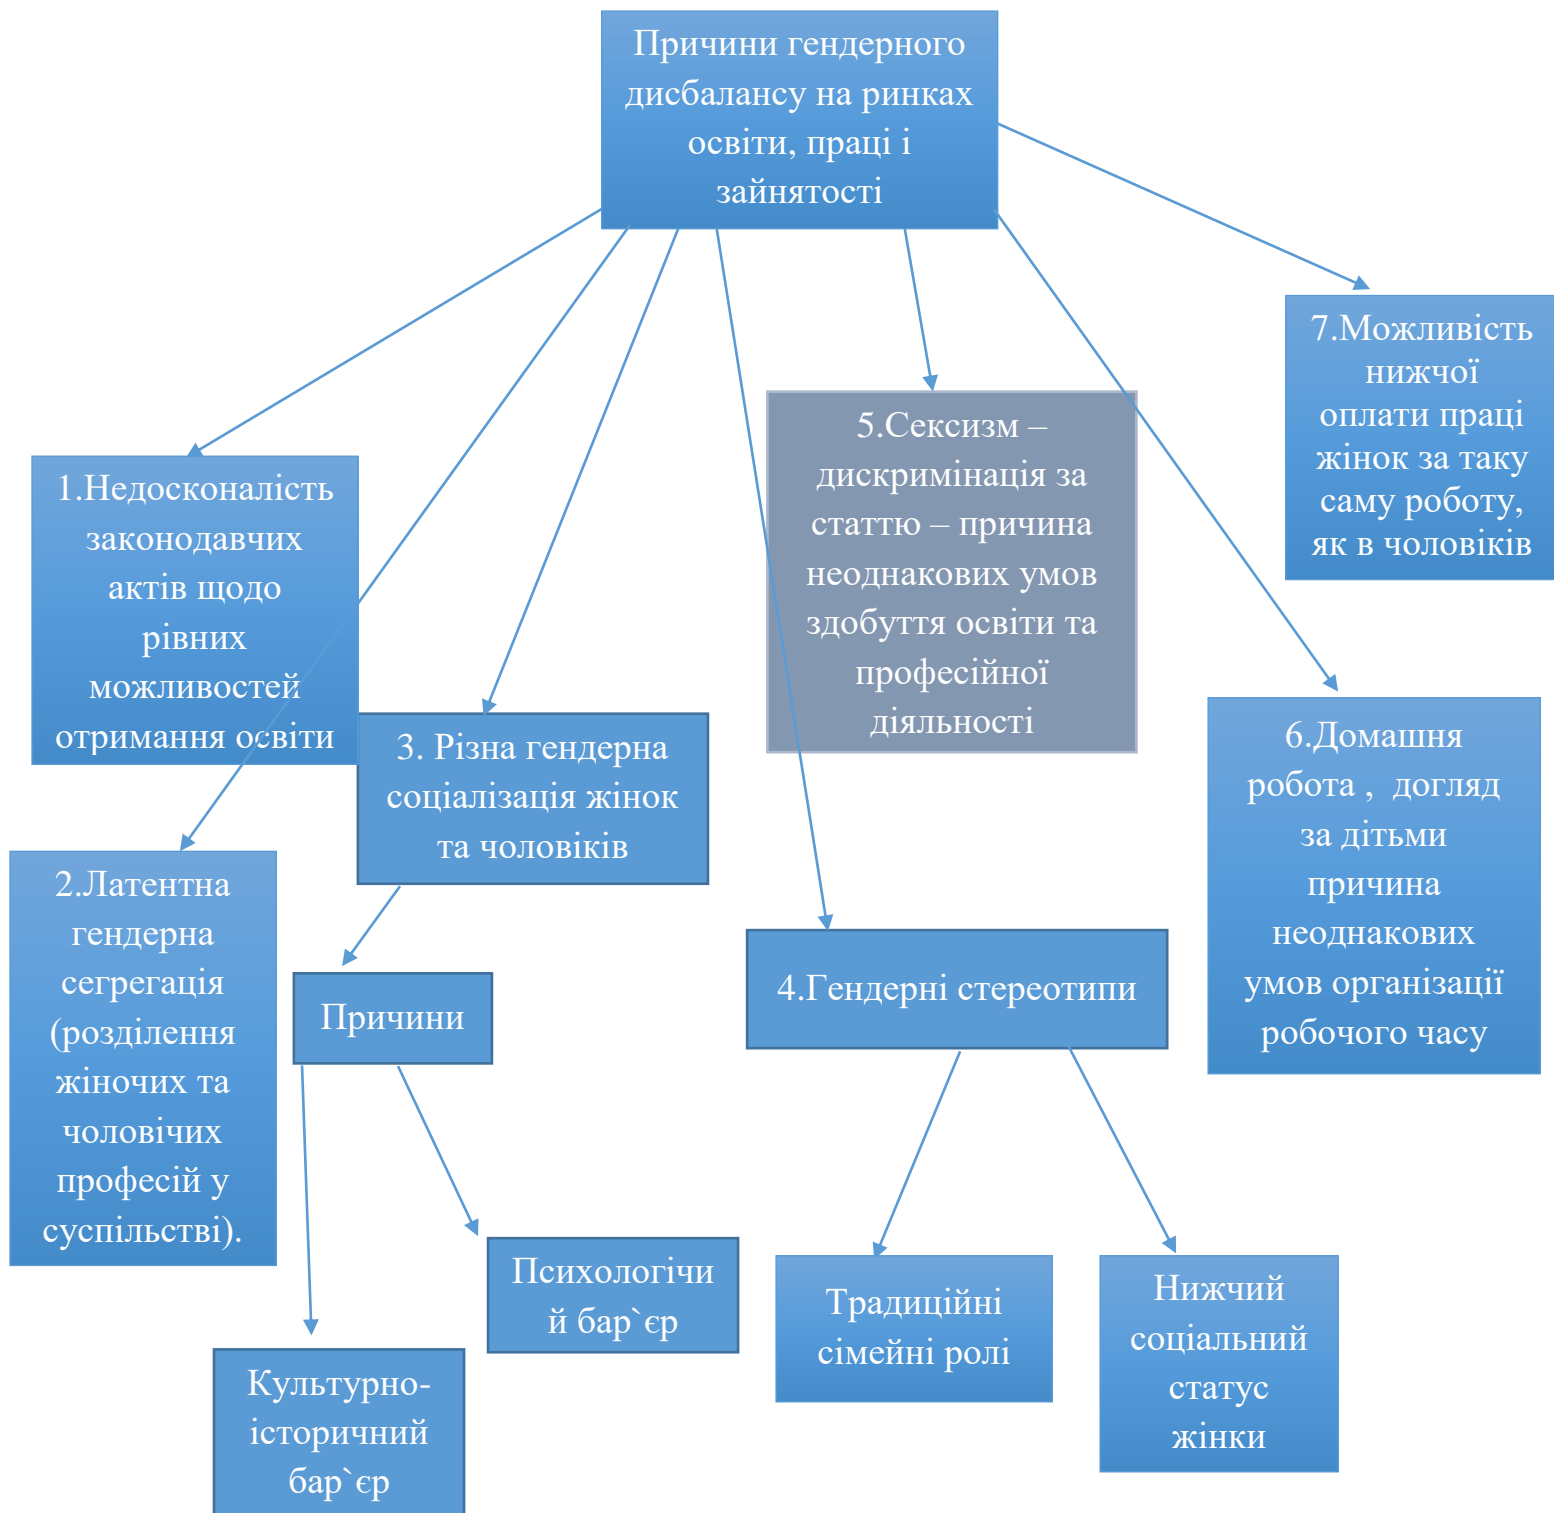 Причини гендерного
дисбалансу на ринках
освіти, праці і
зайнятості
1.Недосконалість
законодавчих
актів щодо
рівних
можливостей
отримання освіти
2.Латентна
гендерна
сегрегація
(розділення
жіночих та
чоловічих
професій у
суспільстві).
3. Різна гендерна
соціалізація жінок
та чоловіків
Причини
Культурно-
історичний
бар`єр
Психологічи
й бар`єр
4.Гендерні стереотипи
Традиційні
сімейні ролі
Нижчий
соціальний
статус
жінки
5.Сексизм –
дискримінація за
статтю – причина
неоднакових умов
здобуття освіти та
професійної
діяльності
6.Домашня
робота ,  догляд
за дітьми
причина
неоднакових
умов організації
робочого часу
7.Можливість
нижчої
оплати праці
жінок за таку
саму роботу,
як в чоловіків